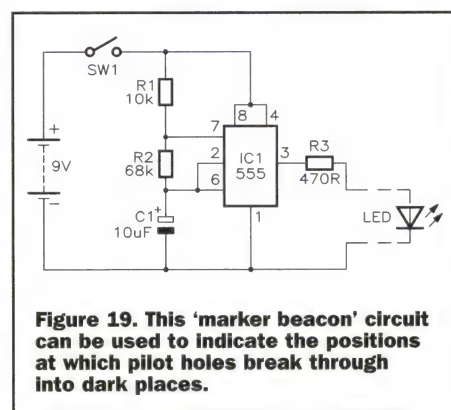 SW1
R1
10k
8
4
+
7
R2
68k
2
IC1
555
3
R3
470R
9V
6
−
C1
+
10uF
1
LED
Figure 19. This ‘marker beacon’ circuit
can be used to indicate the positions
at which pilot holes break through
into dark places.